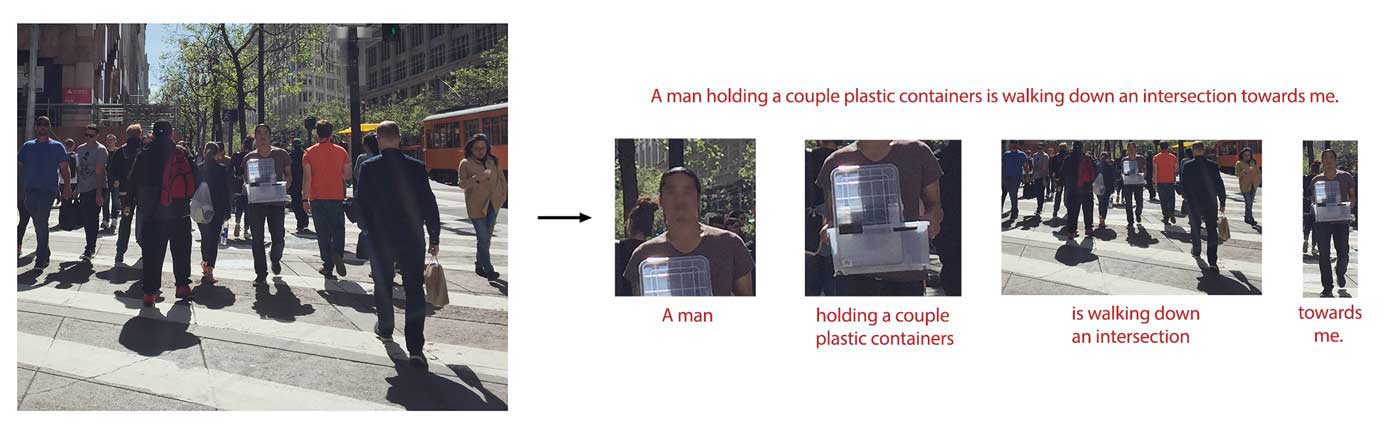 A man holding a couple plastic containers is walking down an intersection towards me.
A man
holding a couple
plastic containers
is walking down
an intersection
towards
me.